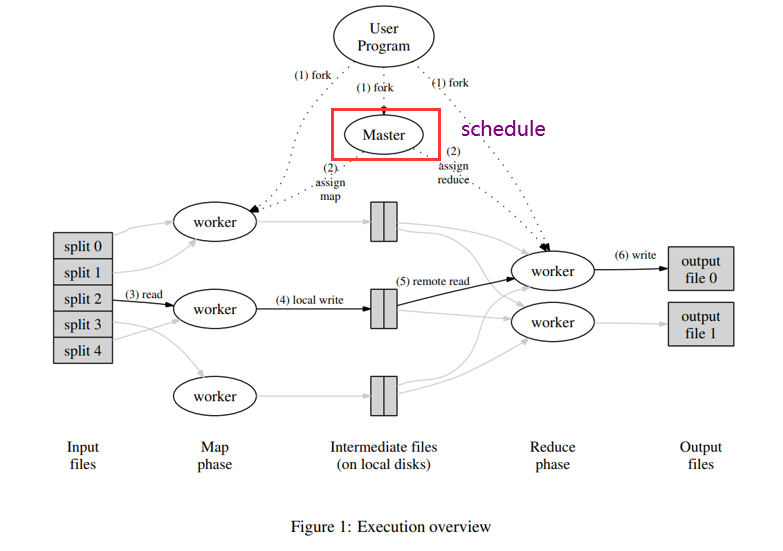 User
Program
(1) fork
(1) fork
(1) fork
Master
schedule
(2)
assign
map
(2)
assign
reduce
worker
split 0
split 1
split 2
split 3
split 4
(3) read
worker
(4) local write
(5) remote read
worker
(6) write
output
file 0
worker
output
file 1
worker
Input
files
Map
phase
Intermediate files
(on local disks)
Reduce
phase
Output
files
Figure 1: Execution overview